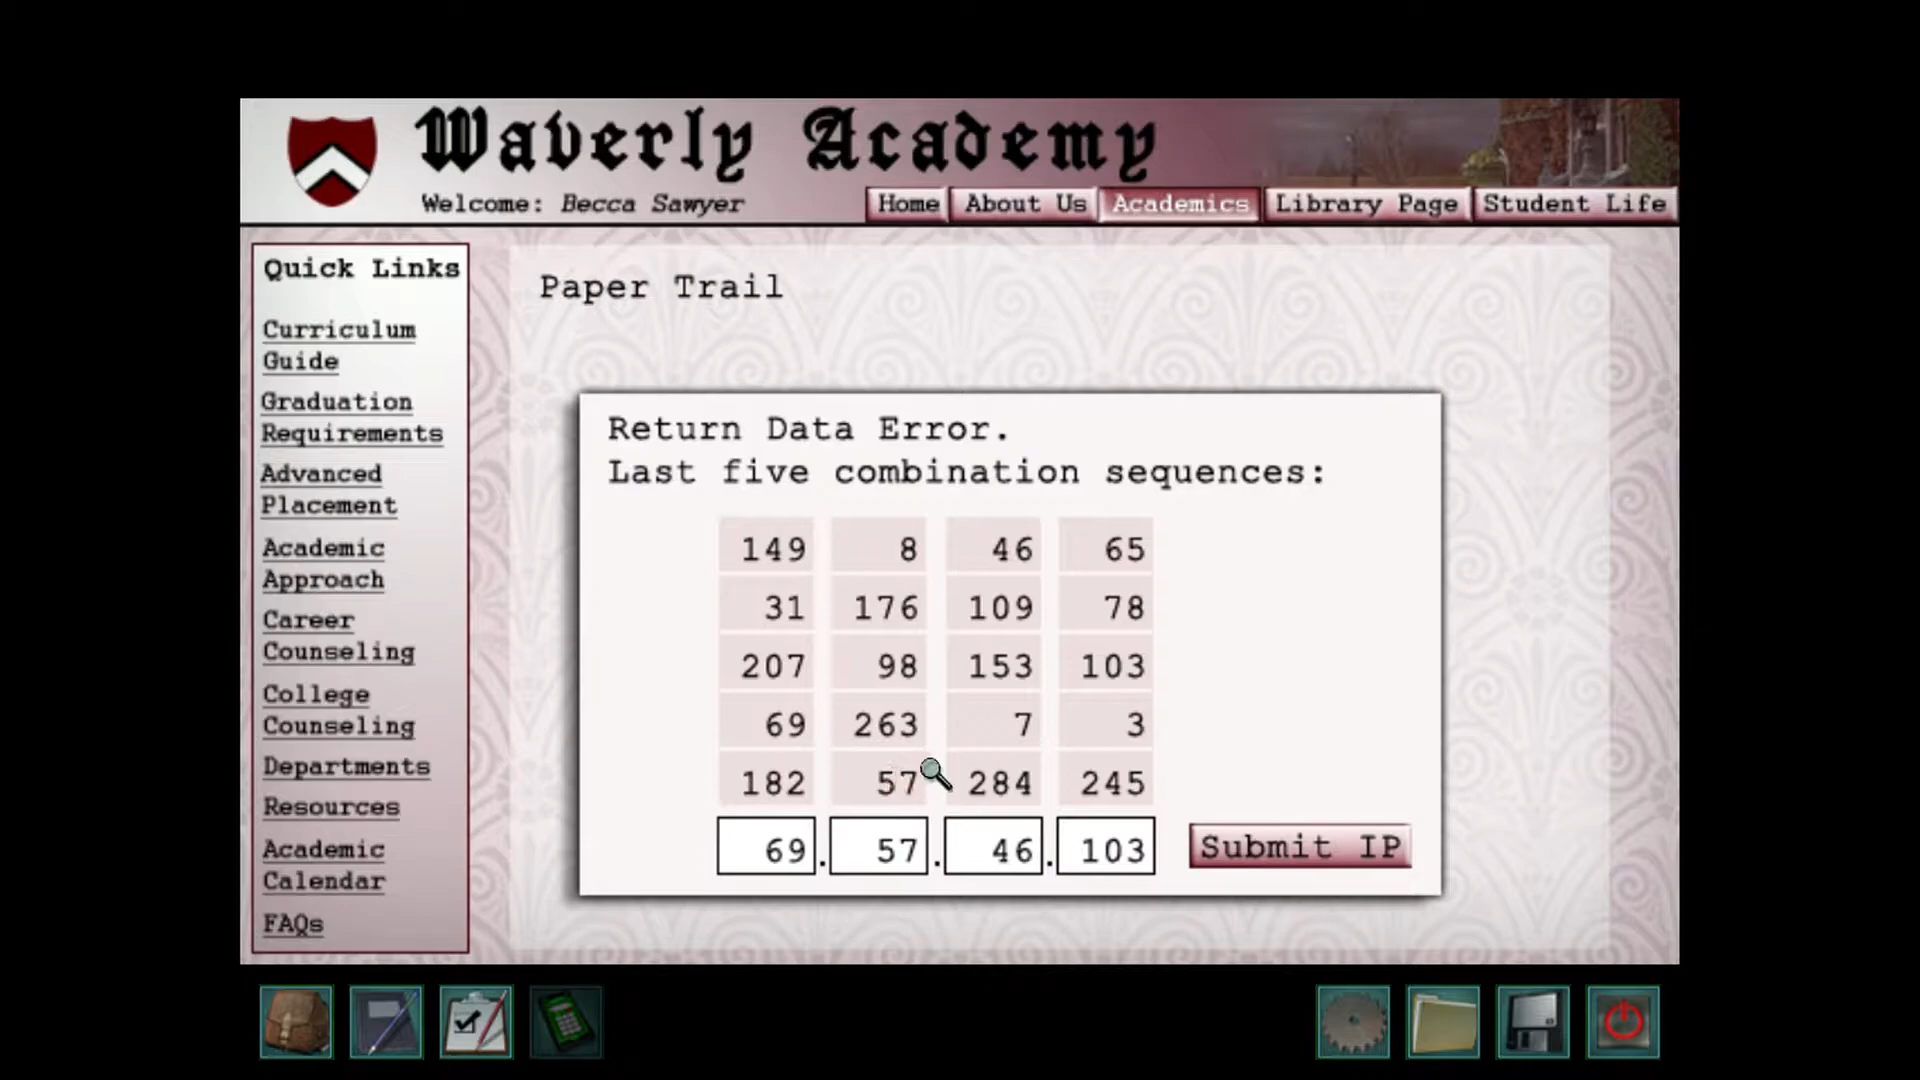 Waverly Academy
Welcome: Becca Sawyer
Home
About Us
Academics
Library Page
Student Life
Quick Links
Curriculum
Guide
Graduation
Requirements
Advanced
Placement
Academic
Approach
Career
Counseling
College
Counseling
Departments
Resources
Academic
Calendar
FAQs
Paper Trail
Return Data Error.
Last five combination sequences:
149 8 46 65
31 176 109 78
207 98 153 103
69 263 7 3
182 57 284 245
69 . 57 . 46 . 103
Submit IP